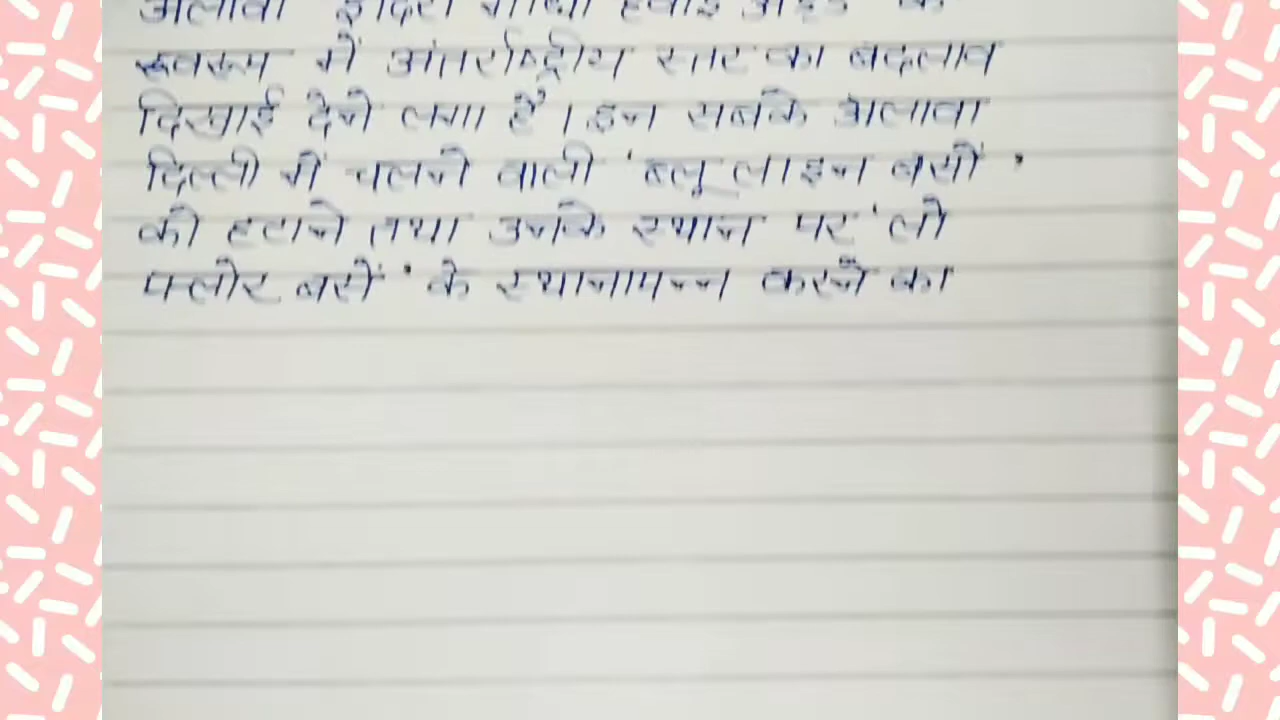 अलावा इंदिरा गांधी हवाई अड्डे के
स्वरूप में अंतर्राष्ट्रीय स्तर का बदलाव
दिखाई देने लगा है । इन सबके अलावा
दिल्ली में चलने वाली 'ब्लू लाइन बसों'
को हटाने तथा उनके स्थान पर 'लो
फ्लोर बसों' के स्थानापन्न करने का